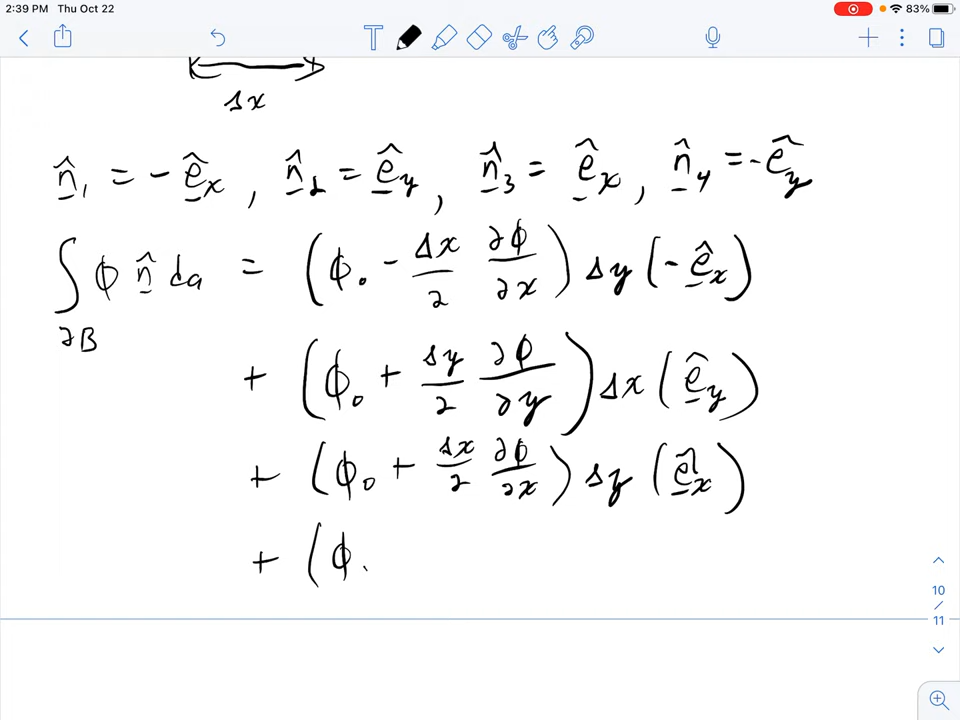 2:39 PM Thu Oct 22 83%
T
Δx
n̂₁ = - ê_x , n̂₂ = ê_y , n̂₃ = ê_x , n̂₄ = - ê_y
∫_∂B ϕ n̂ da = (ϕ₀ - Δx/2 ∂ϕ/∂x) Δy (- ê_x)
+ (ϕ₀ + Δy/2 ∂ϕ/∂y) Δx (ê_y)
+ (ϕ₀ + Δx/2 ∂ϕ/∂x) Δy (ê_x)
+ (ϕ.
10
/
11